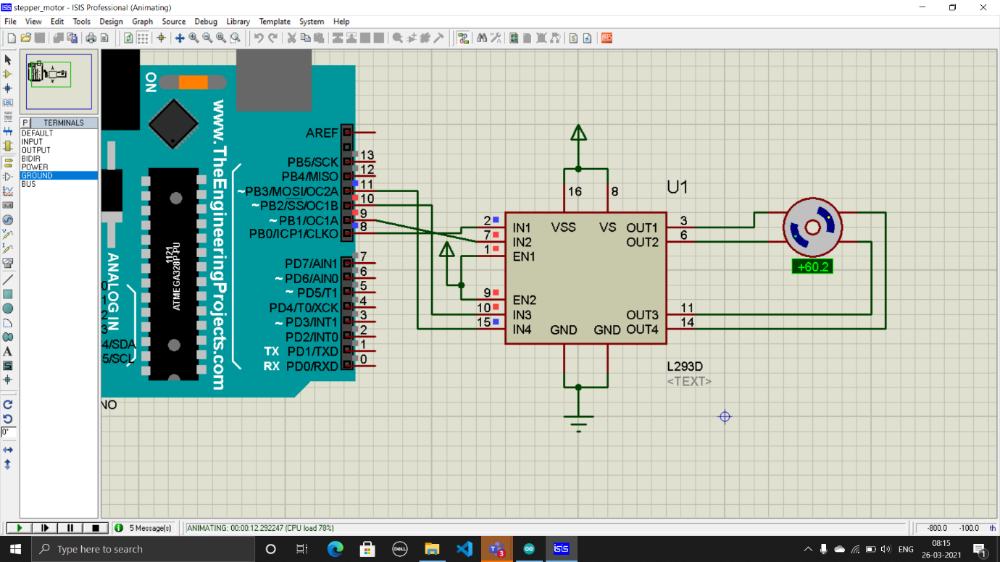 stepper_motor - ISIS Professional (Animating)
File View Edit Tools Design Graph Source Debug Library Template System Help
LBL
P TERMINALS
DEFAULT
INPUT
OUTPUT
BIDIR
POWER
GROUND
BUS
A
S
0°
ON
www.TheEngineeringProjects.com
1121
ATMEGA328P-PU
ANALOG IN
0
1
2
3
4/SDA
5/SCL
NO
AREF
PB5/SCK 13
PB4/MISO 12
~PB3/MOSI/OC2A 11
~PB2/SS/OC1B 10
~PB1/OC1A 9
PB0/ICP1/CLKO 8
PD7/AIN1 7
~PD6/AIN0 6
~PD5/T1 5
PD4/T0/XCK 4
~PD3/INT1 3
PD2/INT0 2
TX PD1/TXD 1
RX PD0/RXD 0
16 8
U1
2 IN1 VSS VS OUT1 3
7 IN2 OUT2 6
1 EN1
9 EN2
10 IN3 OUT3 11
15 IN4 GND GND OUT4 14
+60.2
L293D
<TEXT>
5 Message(s) ANIMATING: 00:00:12.292247 (CPU load 78%) -800.0 -100.0 th
Type here to search
DELL
3
ISIS
ENG
08:15
26-03-2021
1